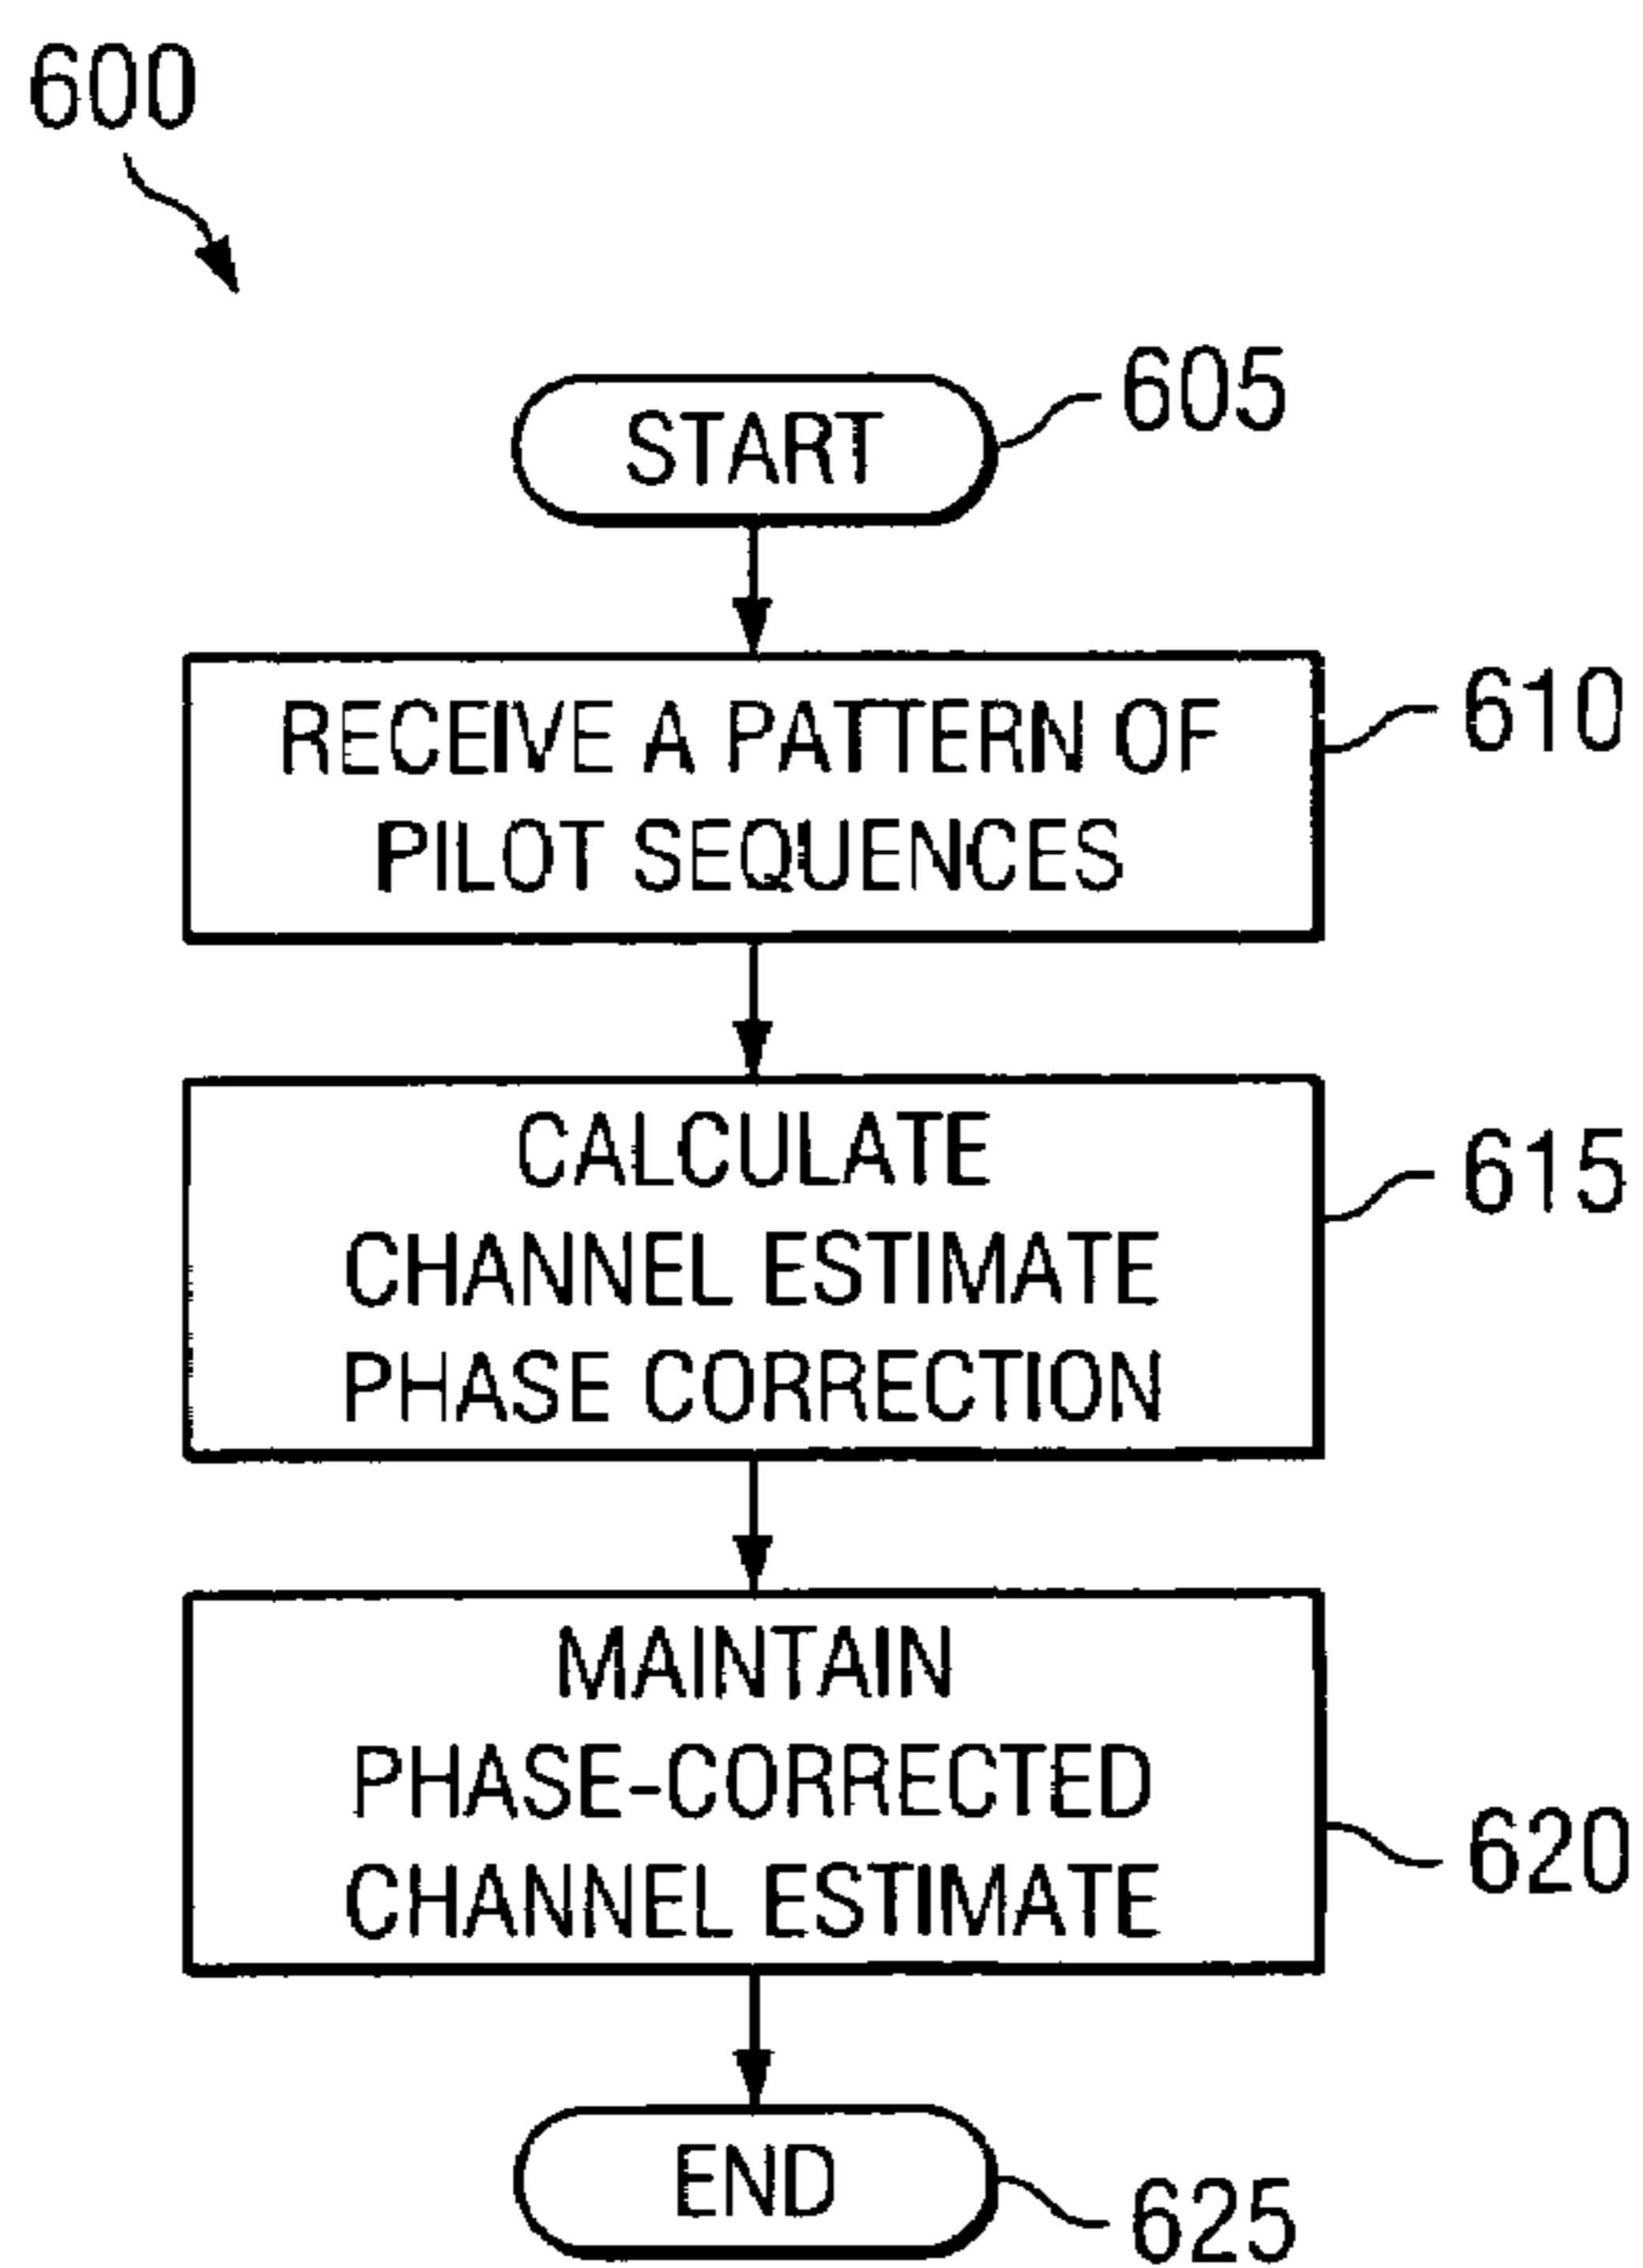 600
START
605
RECEIVE A PATTERN OF
PILOT SEQUENCES
610
CALCULATE
CHANNEL ESTIMATE
PHASE CORRECTION
615
MAINTAIN
PHASE-CORRECTED
CHANNEL ESTIMATE
620
END
625